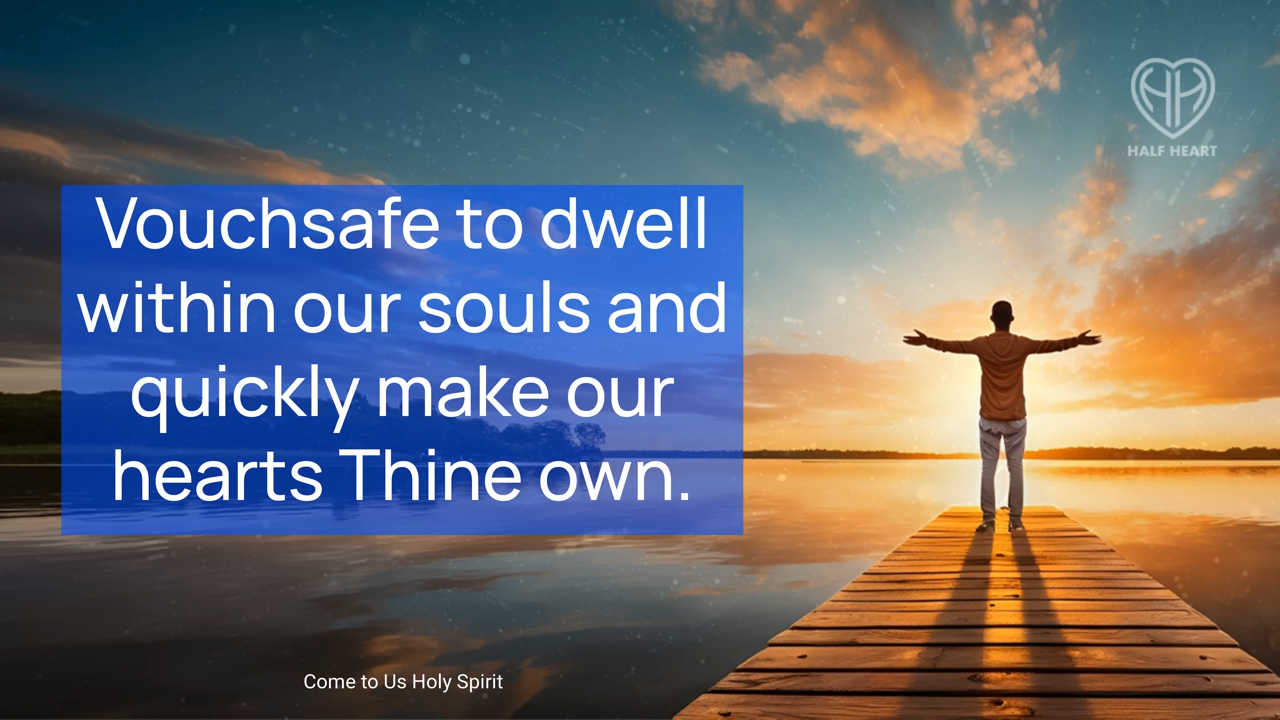 HALF HEART
Vouchsafe to dwell
within our souls and
quickly make our
hearts Thine own.
Come to Us Holy Spirit